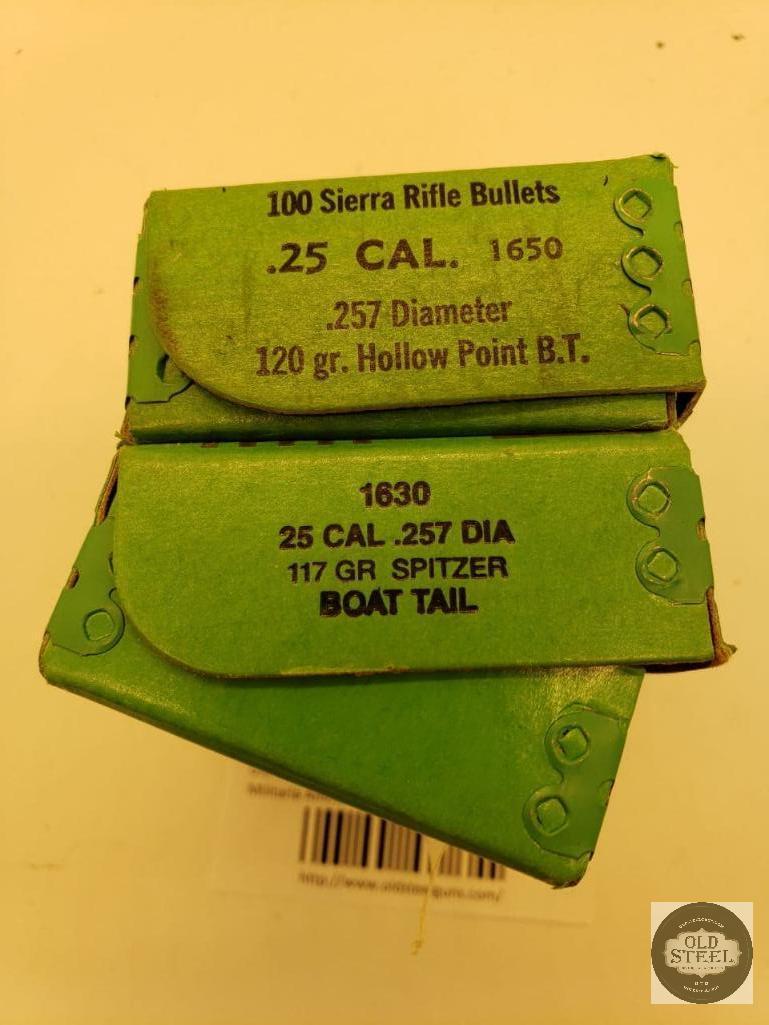 100 Sierra Rifle Bullets
.25 CAL. 1650
.257 Diameter
120 gr. Hollow Point B.T.
1630
25 CAL .257 DIA
117 GR SPITZER
BOAT TAIL
OLD
STEEL